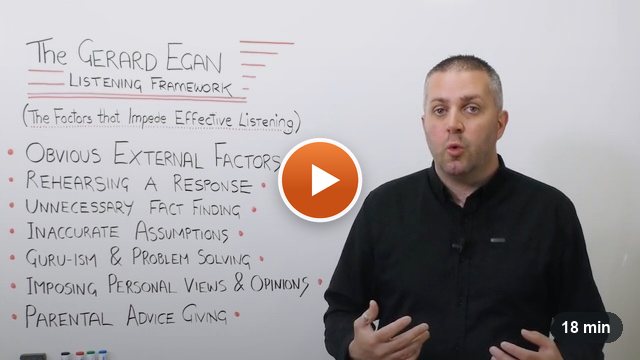 The GERARD EGAN
LISTENING FRAMEWORK
(The Factors that Impede Effective Listening)
• OBVIOUS EXTERNAL FACTORS
• REHEARSING A RESPONSE •
• UNNECESSARY FACT FINDING •
• INACCURATE ASSUMPTIONS •
• GURU-ISM & PROBLEM SOLVING •
• IMPOSING PERSONAL VIEWS & OPINIONS •
• PARENTAL ADVICE GIVING •
18 min